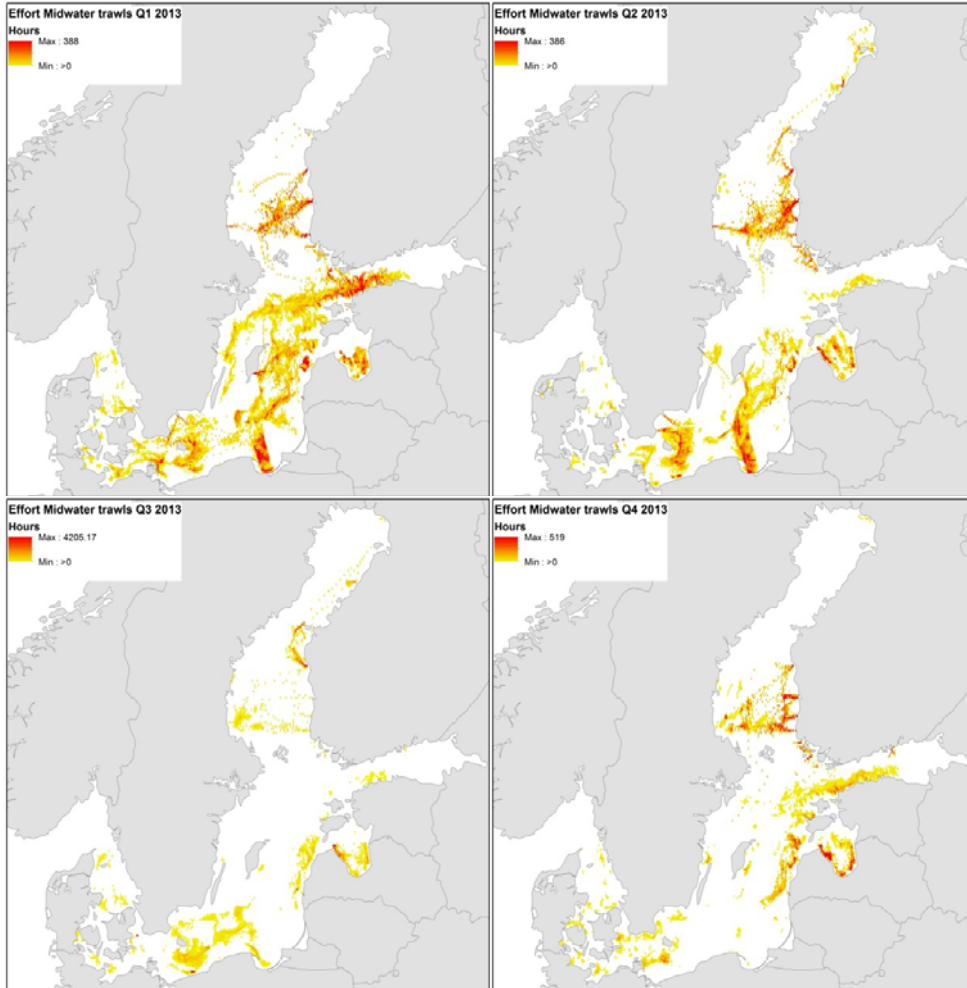 Effort Midwater trawls Q1 2013
Hours
Max : 388
Min : >0
Effort Midwater trawls Q2 2013
Hours
Max : 386
Min : >0
Effort Midwater trawls Q3 2013
Hours
Max : 4205.17
Min : >0
Effort Midwater trawls Q4 2013
Hours
Max : 519
Min : >0